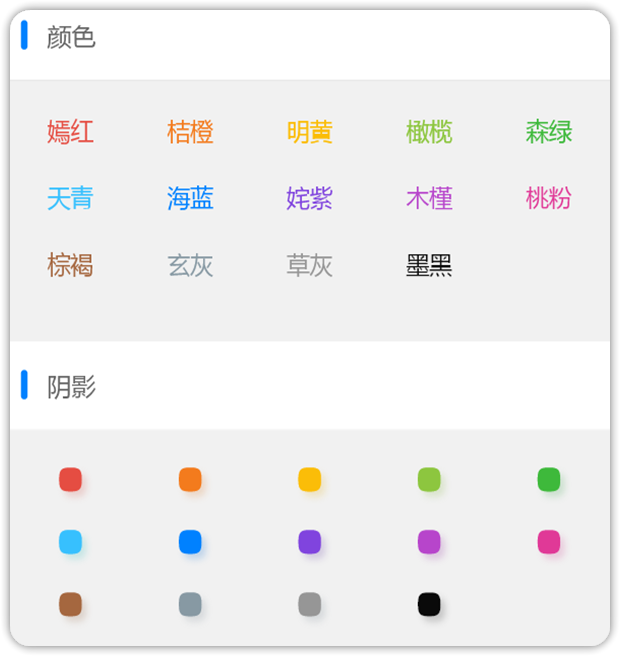 颜色
嫣红 桔橙 明黄 橄榄 森绿
天青 海蓝 姹紫 木槿 桃粉
棕褐 玄灰 草灰 墨黑
阴影